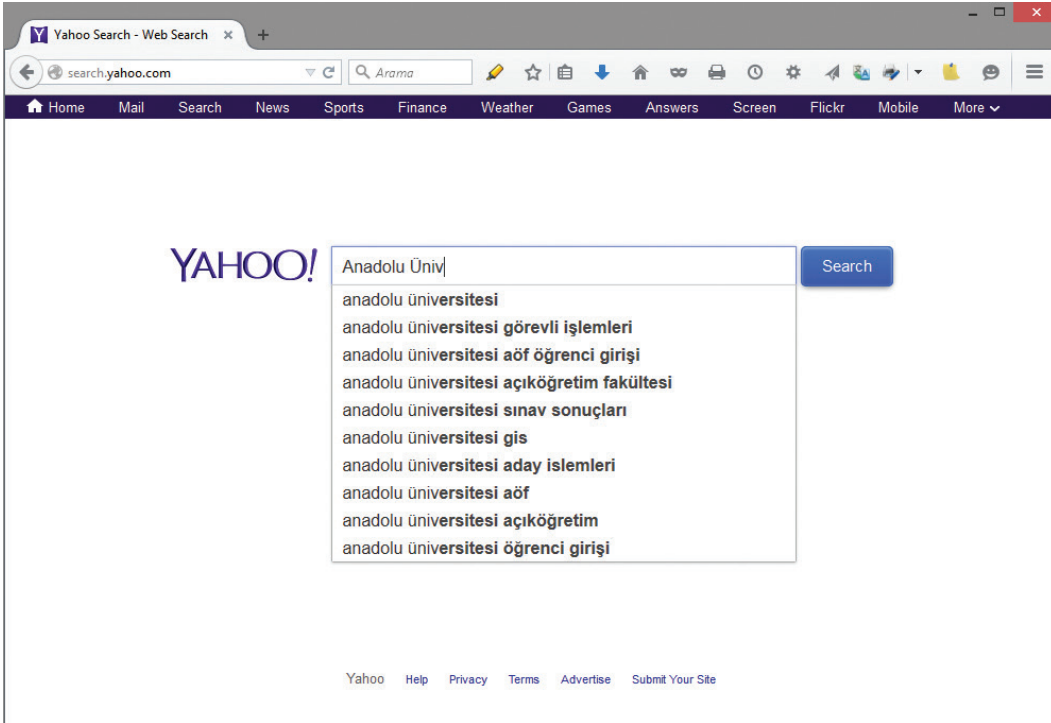 Yahoo Search - Web Search
search.yahoo.com Arama
Home Mail Search News Sports Finance Weather Games Answers Screen Flickr Mobile More
YAHOO! Anadolu Üniv Search
anadolu üniversitesi
anadolu üniversitesi görevli işlemleri
anadolu üniversitesi aöf öğrenci girişi
anadolu üniversitesi açıköğretim fakültesi
anadolu üniversitesi sınav sonuçları
anadolu üniversitesi gis
anadolu üniversitesi aday islemleri
anadolu üniversitesi aöf
anadolu üniversitesi açıköğretim
anadolu üniversitesi öğrenci girişi
Yahoo Help Privacy Terms Advertise Submit Your Site